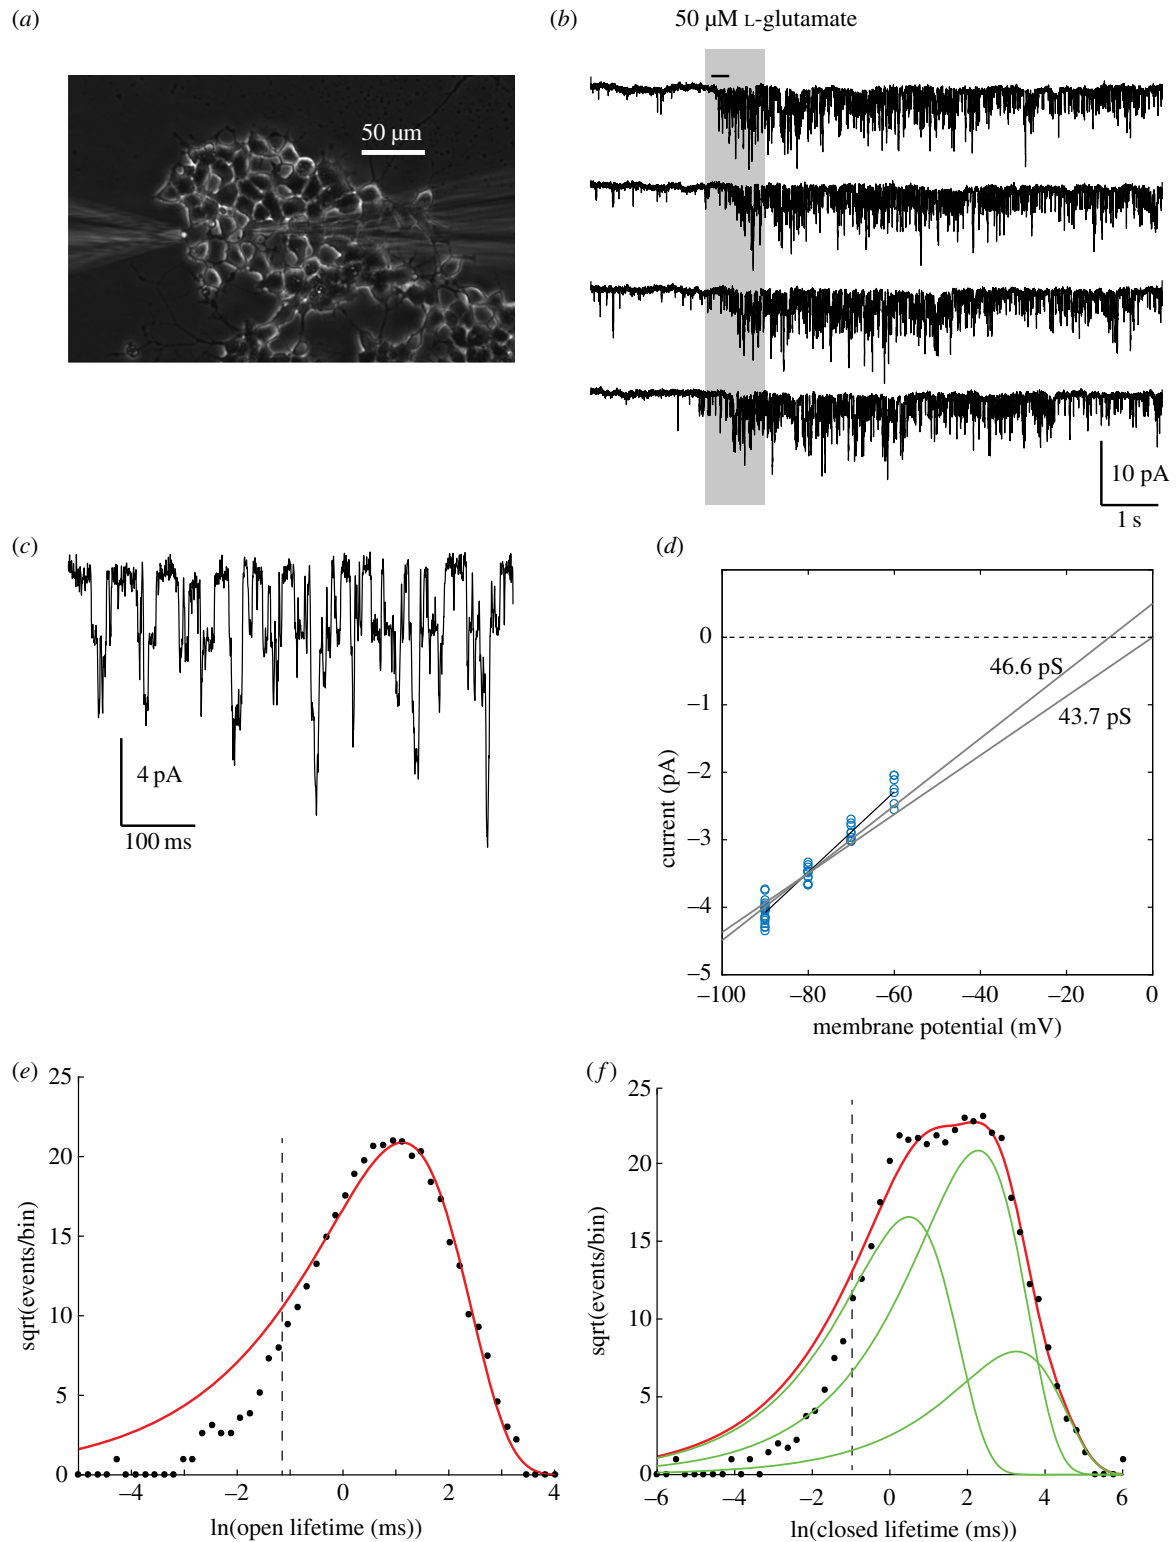 (a)
50 µm
(b)
50 µM L-glutamate
10 pA
1 s
(c)
4 pA
100 ms
(d)
0
–1
–2
–3
–4
–5
current (pA)
46.6 pS
43.7 pS
–100 –80 –60 –40 –20 0
membrane potential (mV)
(e)
25
20
15
10
5
0
sqrt(events/bin)
–4 –2 0 2 4
ln(open lifetime (ms))
(f)
25
20
15
10
5
0
sqrt(events/bin)
–6 –4 –2 0 2 4 6
ln(closed lifetime (ms))